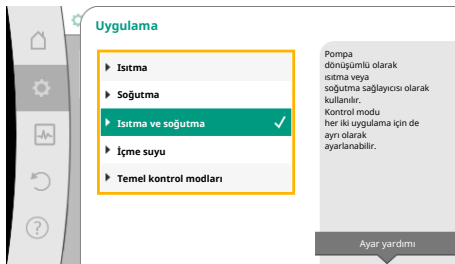 Uygulama
Isıtma
Soğutma
Isıtma ve soğutma
İçme suyu
Temel kontrol modları
Pompa
dönüşümlü olarak
ısıtma veya
soğutma sağlayıcısı olarak
kullanılır.
Kontrol modu
her iki uygulama için de
ayrı olarak
ayarlanabilir.
Ayar yardımı